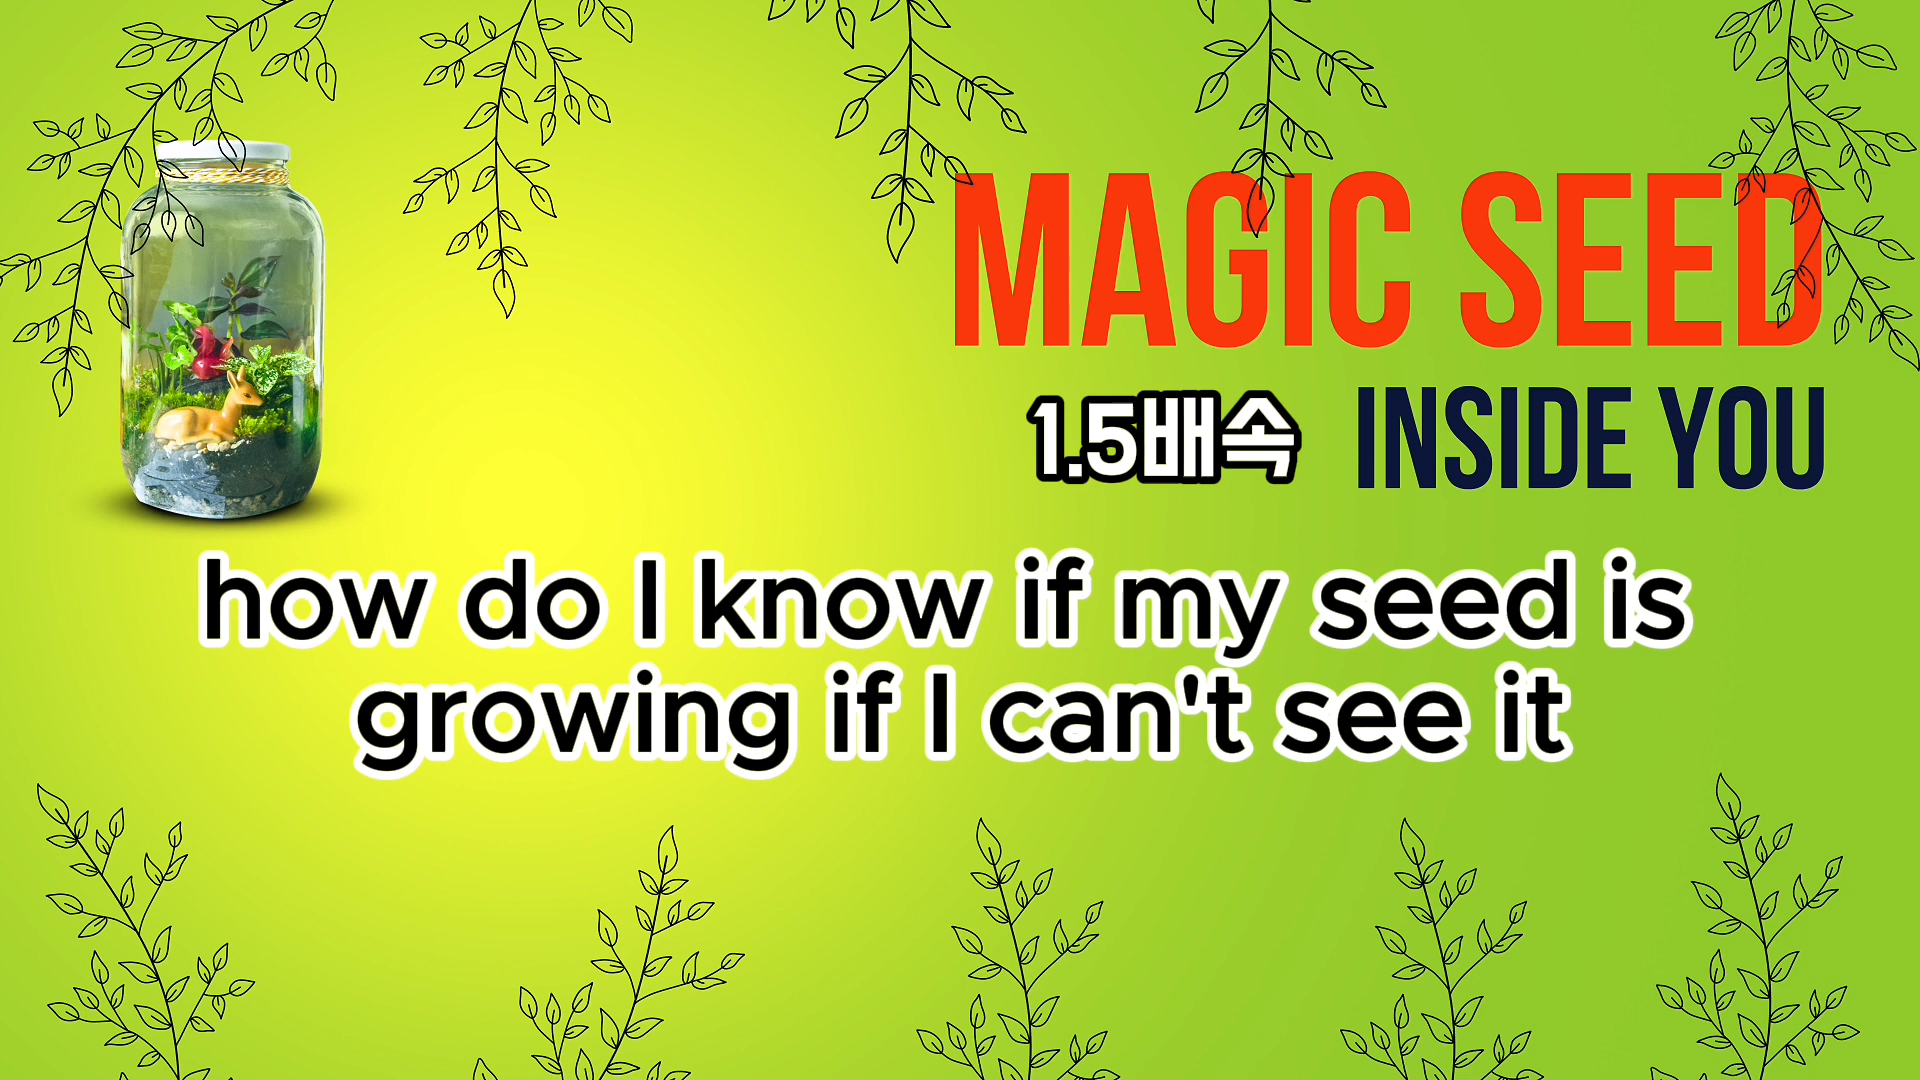 MAGIC SEED
1.5배속 INSIDE YOU
how do I know if my seed is
growing if I can't see it